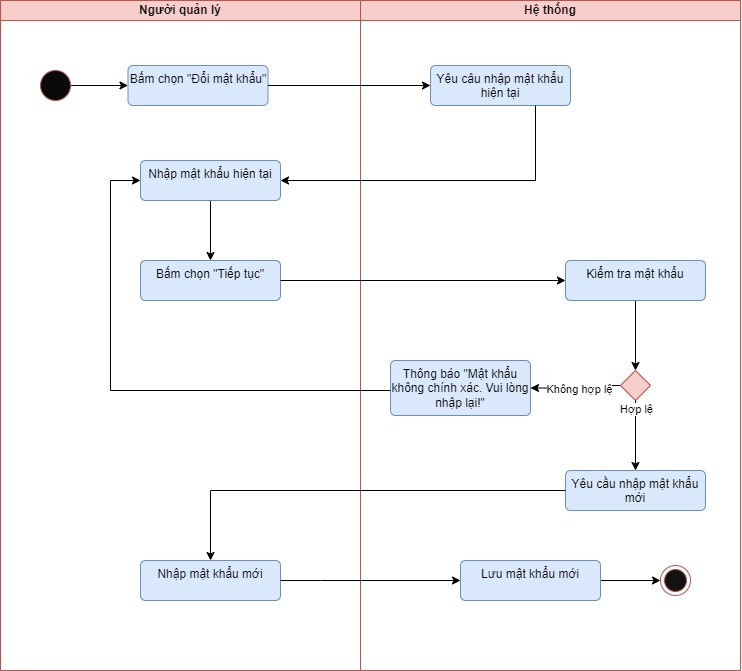 Người quản lý
Hệ thống
Bấm chọn "Đổi mật khẩu"
Yêu câu nhập mật khẩu
hiện tại
Nhập mật khẩu hiện tại
Bấm chọn "Tiếp tục"
Kiểm tra mật khẩu
Thông báo "Mật khẩu
không chính xác. Vui lòng
nhập lại!"
Không hợp lệ
Hợp lệ
Yêu cầu nhập mật khẩu
mới
Nhập mật khẩu mới
Lưu mật khẩu mới